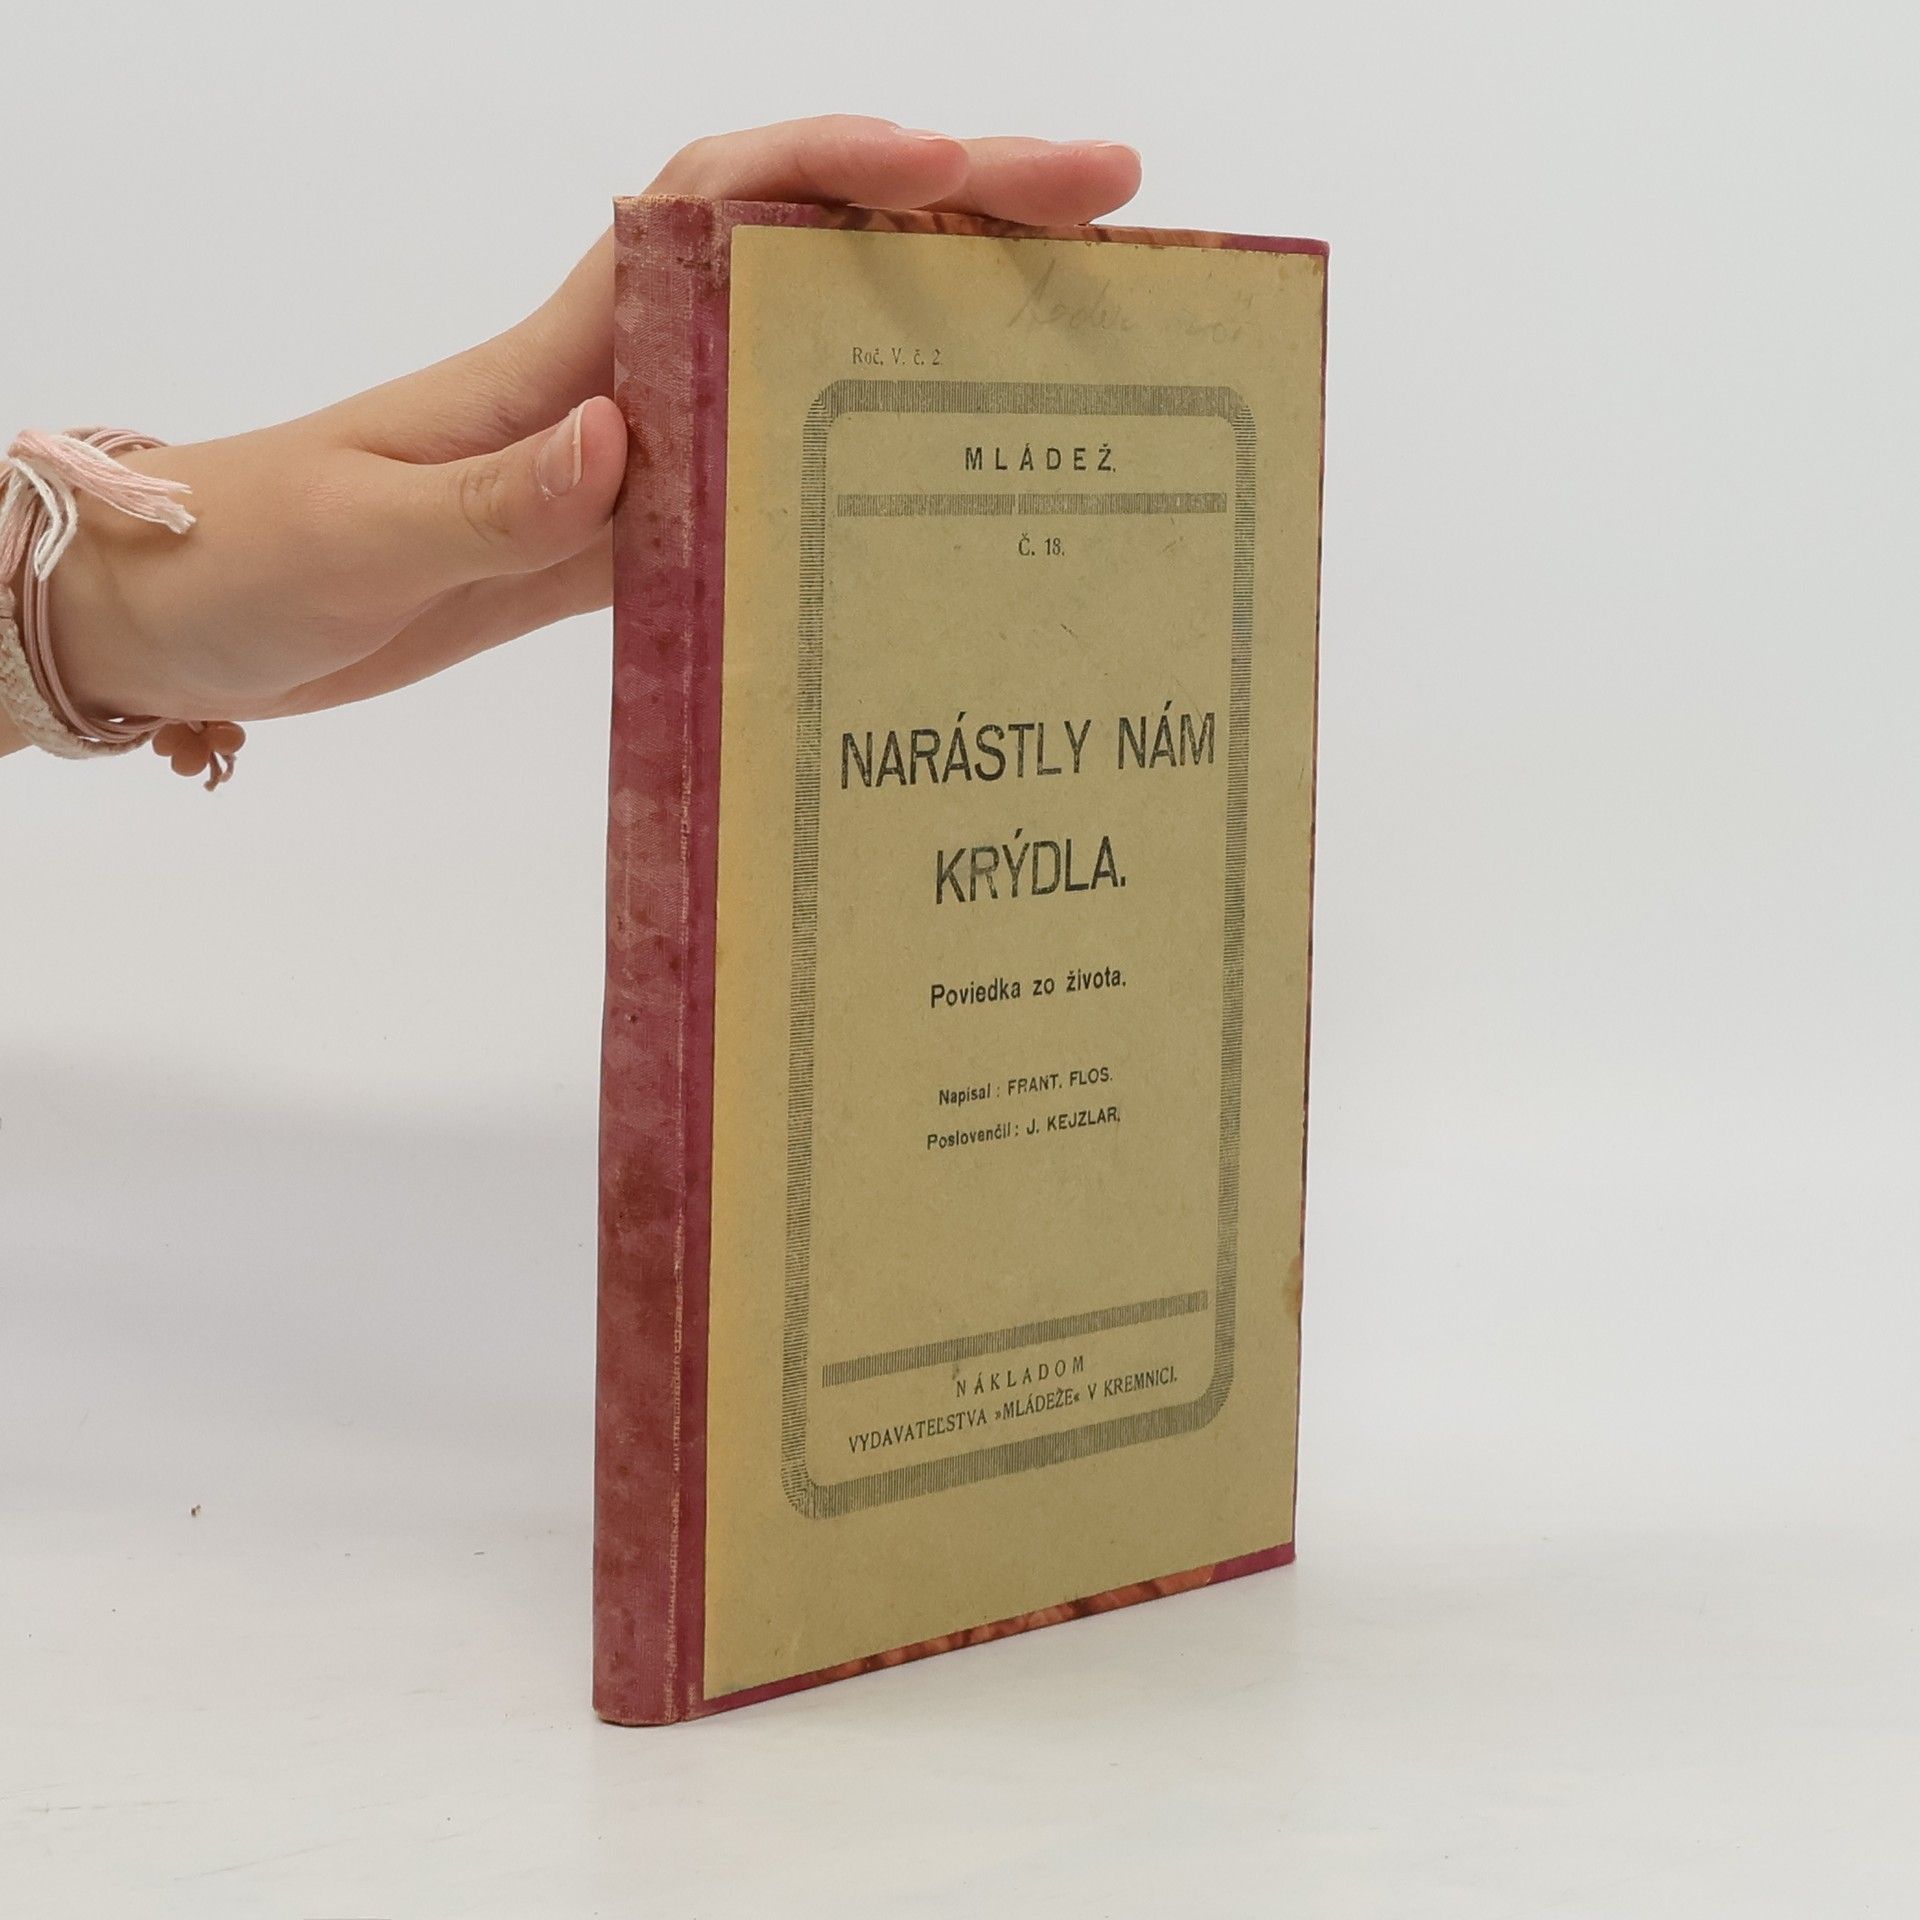 Roč. V. č. 2.
MLÁDEŽ.
Č. 18.
NARÁSTLY NÁM
KRÝDLA.
Poviedka zo života.
Napísal : FRANT. FLOS.
Poslovenčil : J. KEJZLAR.
NÁKLADOM
VYDAVATEĽSTVA »MLÁDEŽE« V KREMNICI.